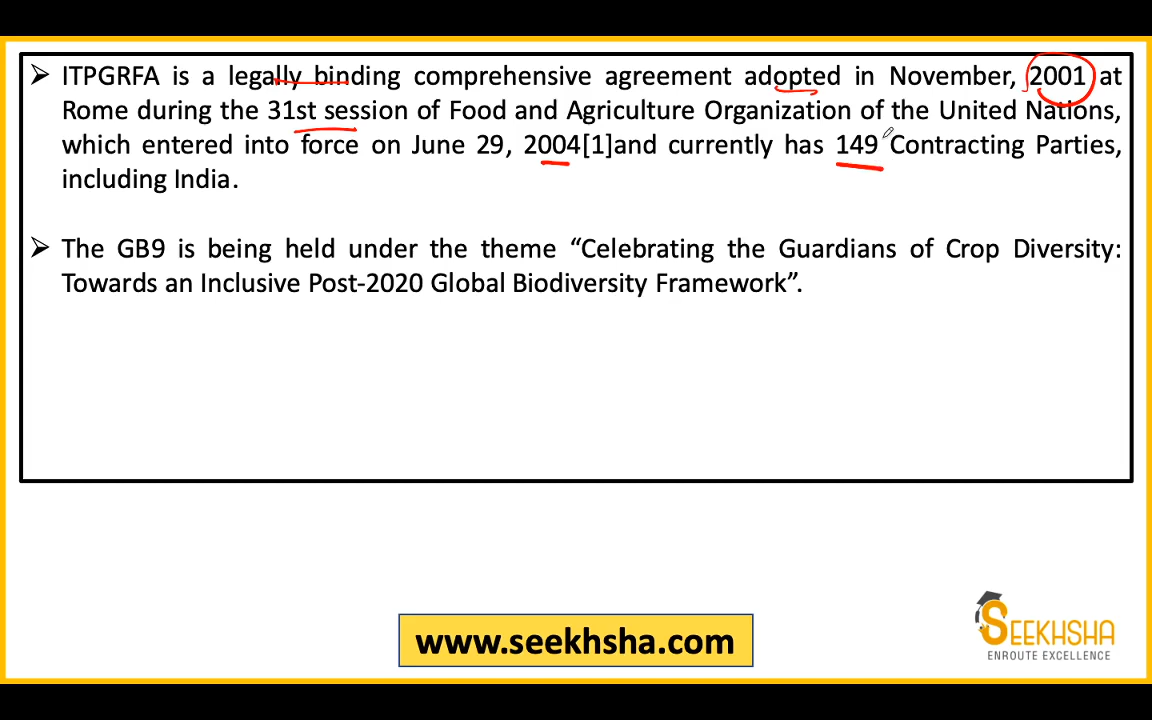 ➢ ITPGRFA is a legally binding comprehensive agreement adopted in November, 2001 at
Rome during the 31st session of Food and Agriculture Organization of the United Nations,
which entered into force on June 29, 2004[1]and currently has 149 Contracting Parties,
including India.
➢ The GB9 is being held under the theme “Celebrating the Guardians of Crop Diversity:
Towards an Inclusive Post-2020 Global Biodiversity Framework”.
www.seekhsha.com
SEEKHSHA
ENROUTE EXCELLENCE